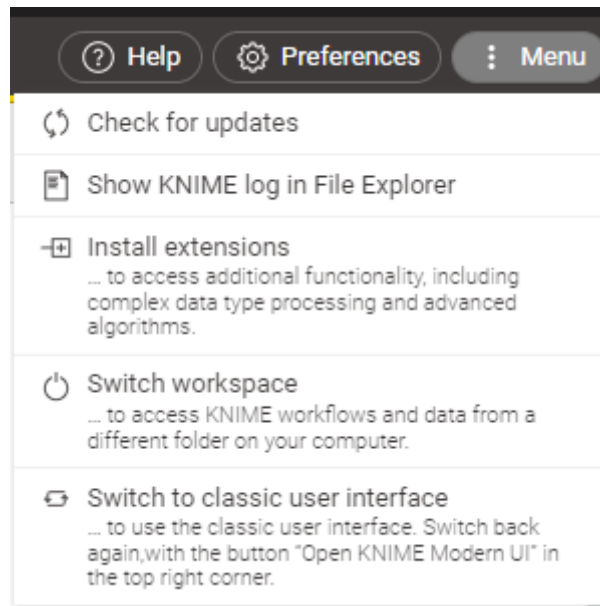 Help Preferences Menu
Check for updates
Show KNIME log in File Explorer
Install extensions
... to access additional functionality, including
complex data type processing and advanced
algorithms.
Switch workspace
... to access KNIME workflows and data from a
different folder on your computer.
Switch to classic user interface
... to use the classic user interface. Switch back
again,with the button "Open KNIME Modern UI" in
the top right corner.